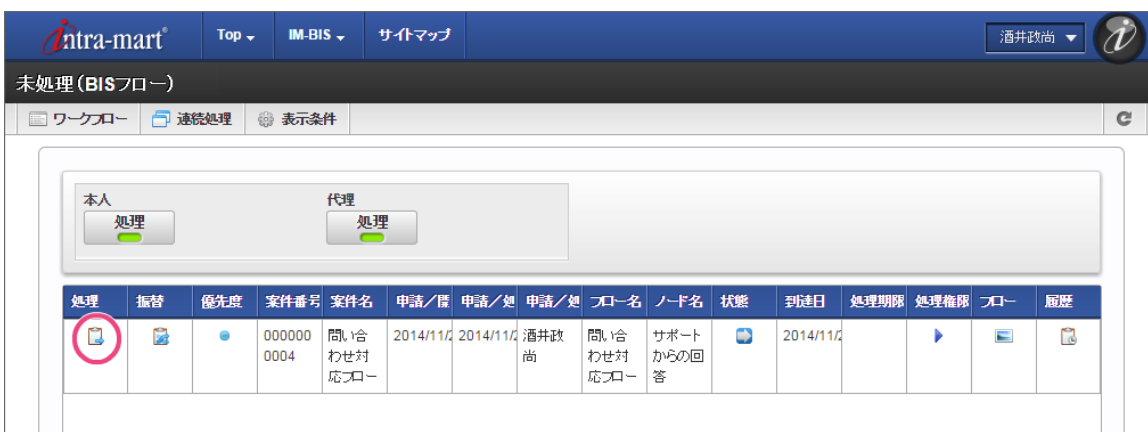 intra-mart® Top IM-BIS サイトマップ 酒井政尚
未処理(BISフロー)
ワークフロー 連続処理 表示条件
本人 代理
処理 処理
処理 振替 優先度 案件番号 案件名 申請/基 申請/処 申請/処 フロー名 ノード名 状態 到達日 処理期限 処理権限 フロー 履歴
000000 問い合 2014/11/2 2014/11/2 酒井政 問い合 サポート 2014/11/2
0004 わせ対 尚 わせ対 からの回
応フロー 応フロー 答